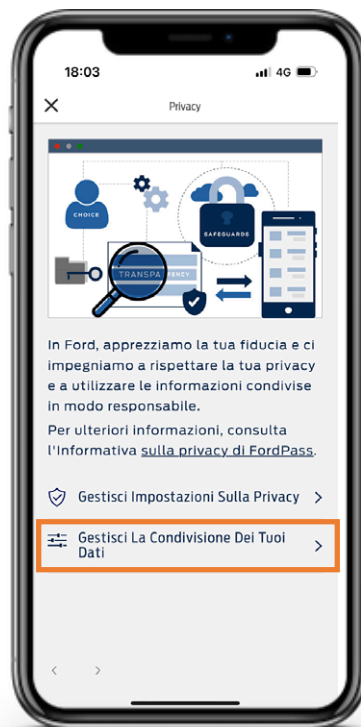 18:03
4G
Privacy
CHOICE
SAFEGUARDS
TRANSPARENCY
In Ford, apprezziamo la tua fiducia e ci
impegniamo a rispettare la tua privacy
e a utilizzare le informazioni condivise
in modo responsabile.
Per ulteriori informazioni, consulta
l'Informativa sulla privacy di FordPass.
Gestisci Impostazioni Sulla Privacy
Gestisci La Condivisione Dei Tuoi
Dati